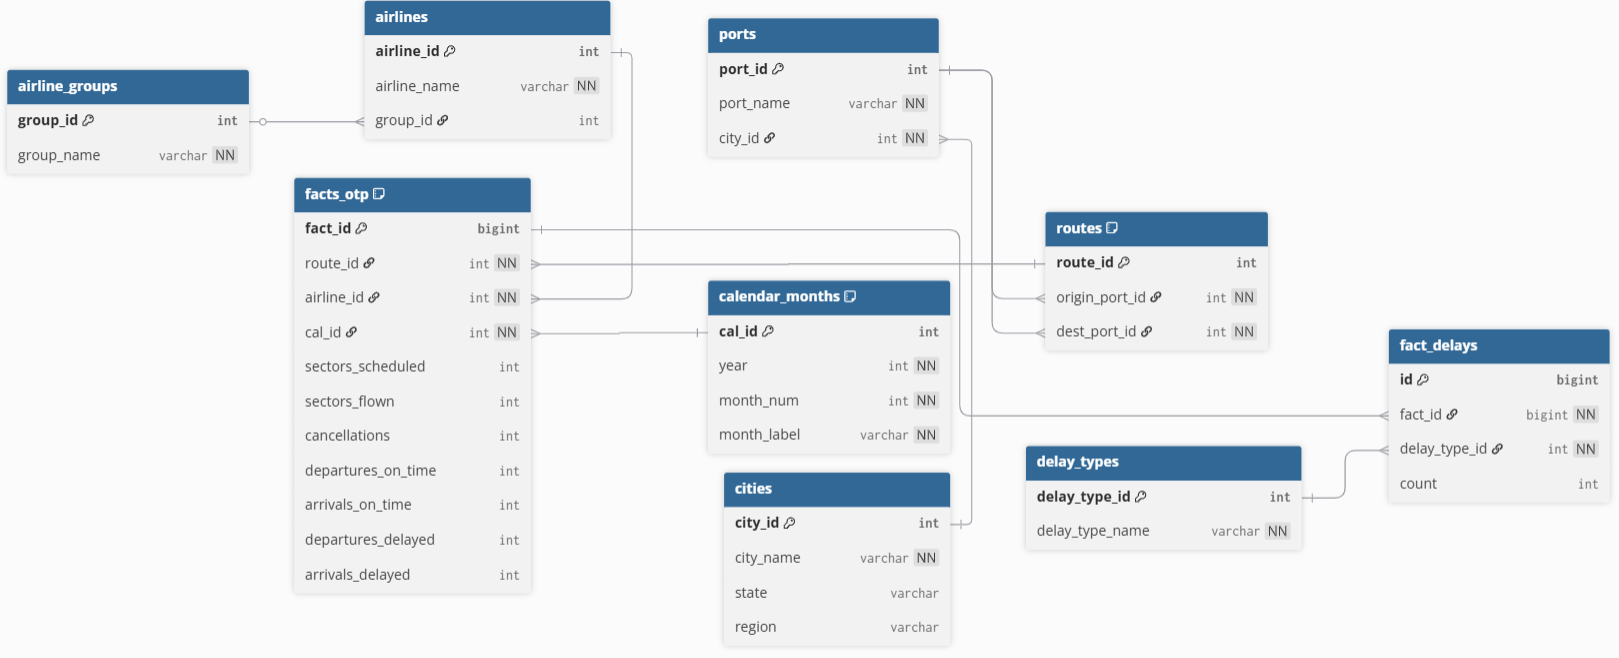 airline_groups
group_id int
group_name varchar NN
airlines
airline_id int
airline_name varchar NN
group_id int
ports
port_id int
port_name varchar NN
city_id int NN
facts_otp
fact_id bigint
route_id int NN
airline_id int NN
cal_id int NN
sectors_scheduled int
sectors_flown int
cancellations int
departures_on_time int
arrivals_on_time int
departures_delayed int
arrivals_delayed int
calendar_months
cal_id int
year int NN
month_num int NN
month_label varchar NN
cities
city_id int
city_name varchar NN
state varchar
region varchar
routes
route_id int
origin_port_id int NN
dest_port_id int NN
delay_types
delay_type_id int
delay_type_name varchar NN
fact_delays
id bigint
fact_id bigint NN
delay_type_id int NN
count int